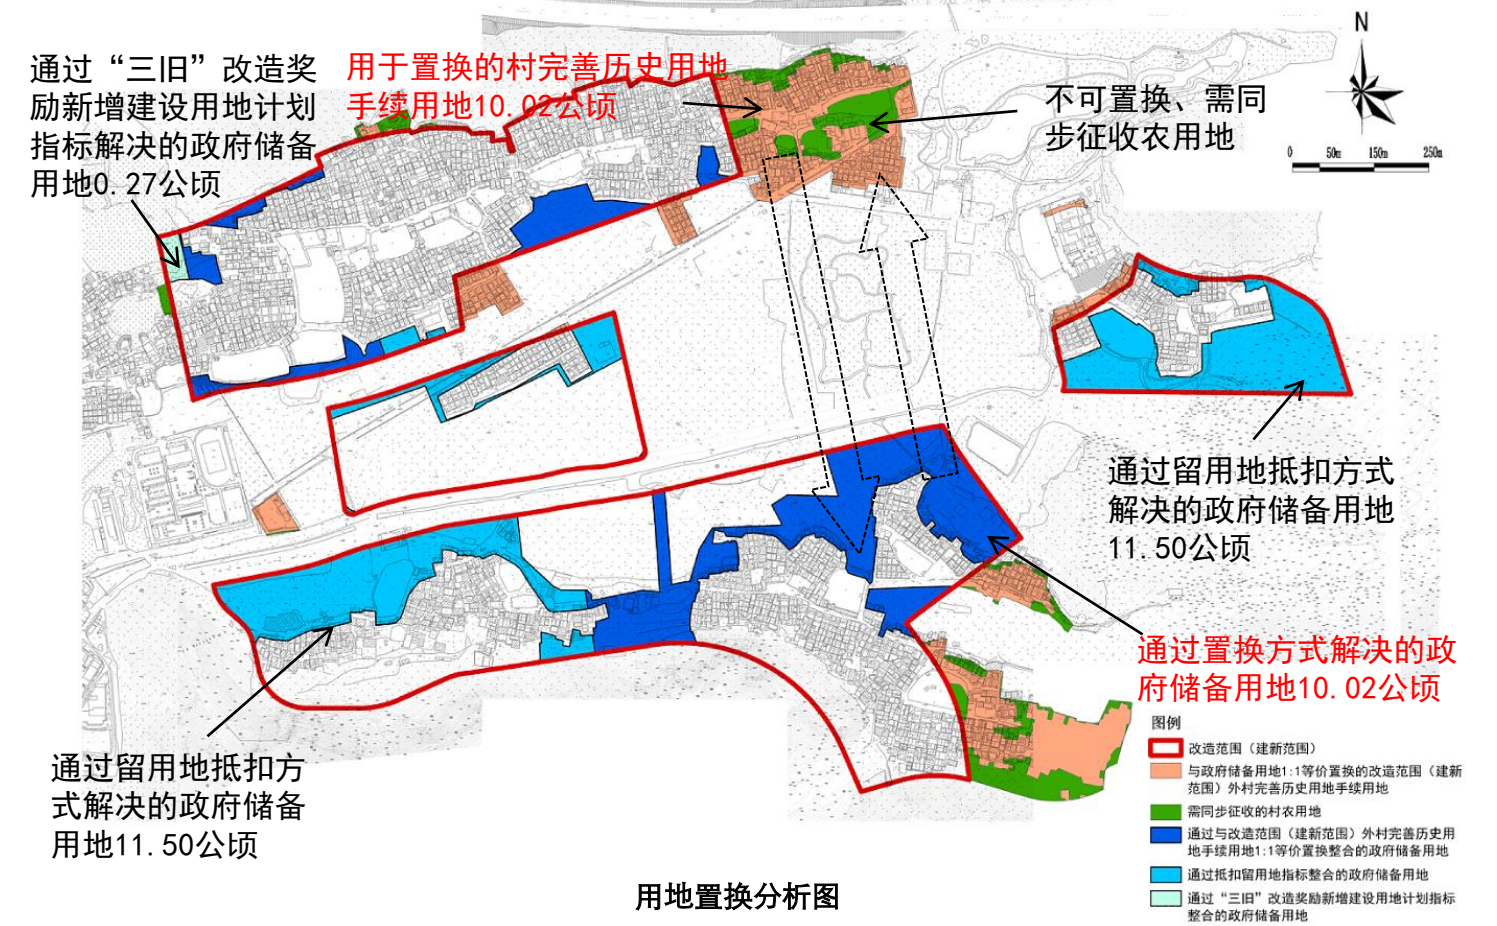 通过“三旧”改造奖
励新增建设用地计划
指标解决的政府储备
用地0.27公顷
用于置换的村完善历史用地
手续用地10.02公顷
不可置换、需同
步征收农用地
N
0 50m 150m 250m
通过留用地抵扣方式
解决的政府储备用地
11.50公顷
通过置换方式解决的政
府储备用地10.02公顷
通过留用地抵扣方
式解决的政府储备
用地11.50公顷
图例
改造范围（建新范围）
与政府储备用地1:1等价置换的改造范围（建新
范围）外村完善历史用地手续用地
需同步征收的村农用地
通过与改造范围（建新范围）外村完善历史用
地手续用地1:1等价置换整合的政府储备用地
通过抵扣留用地指标整合的政府储备用地
通过“三旧”改造奖励新增建设用地计划指标
整合的政府储备用地
用地置换分析图